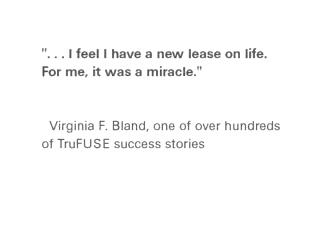 ". . . I feel I have a new lease on life.
For me, it was a miracle."
Virginia F. Bland, one of over hundreds
of TruFUSE success stories